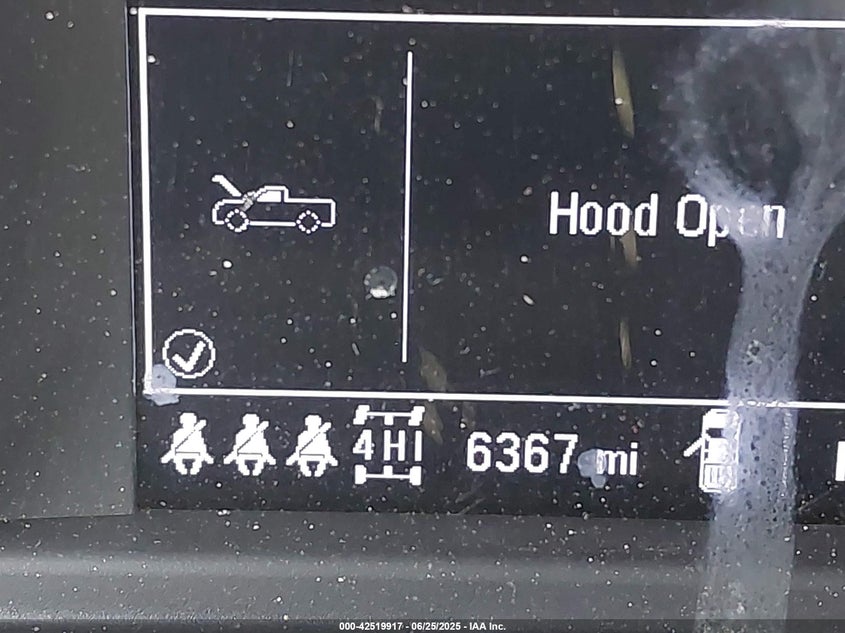 Hood Open
4HI
6367 mi
000-42519917 - 06/25/2025 - IAA Inc.